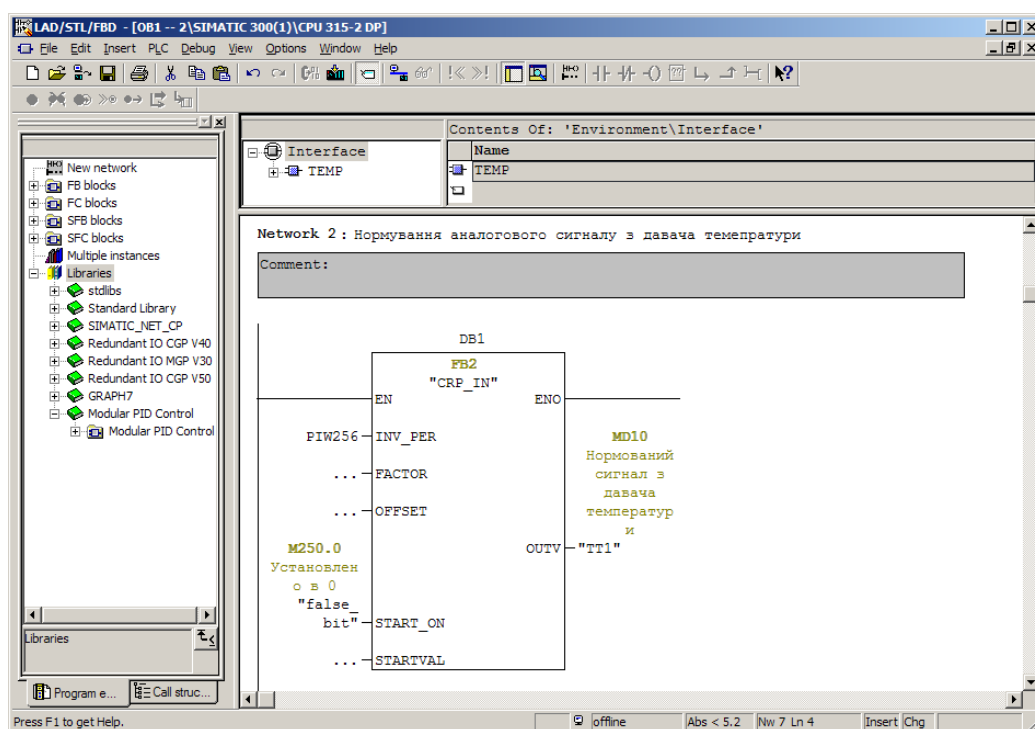 LAD/STL/FBD - [OB1 -- 2\SIMATIC 300(1)\CPU 315-2 DP]
File Edit Insert PLC Debug View Options Window Help
New network
FB blocks
FC blocks
SFB blocks
SFC blocks
Multiple instances
Libraries
stdlibs
Standard Library
SIMATIC_NET_CP
Redundant IO CGP V40
Redundant IO MGP V30
Redundant IO CGP V50
GRAPH7
Modular PID Control
Modular PID Control
Libraries
Program e... Call struc...
Contents Of: 'Environment\Interface'
Interface
TEMP
Name
TEMP
Network 2 : Нормування аналогового сигналу з давача темепратури
Comment:
DB1
FB2
"CRP_IN"
EN ENO
PIW256 INV_PER
... FACTOR
... OFFSET
MD10
Нормований
сигнал з
давача
температур
и
OUTV "TT1"
M250.0
Установлен
о в 0
"false_
bit" START_ON
... STARTVAL
Press F1 to get Help. offline Abs < 5.2 Nw 7 Ln 4 Insert Chg